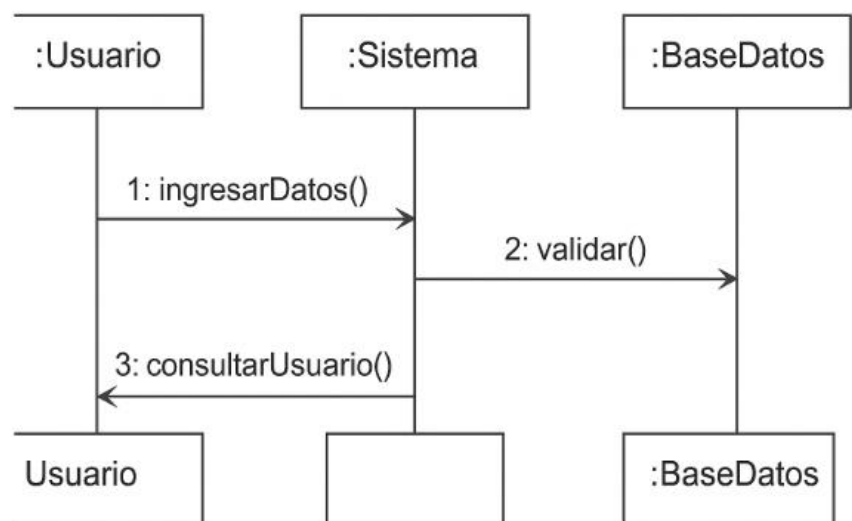 :Usuario
:Sistema
:BaseDatos
1: ingresarDatos()
2: validar()
3: consultarUsuario()
Usuario
:BaseDatos